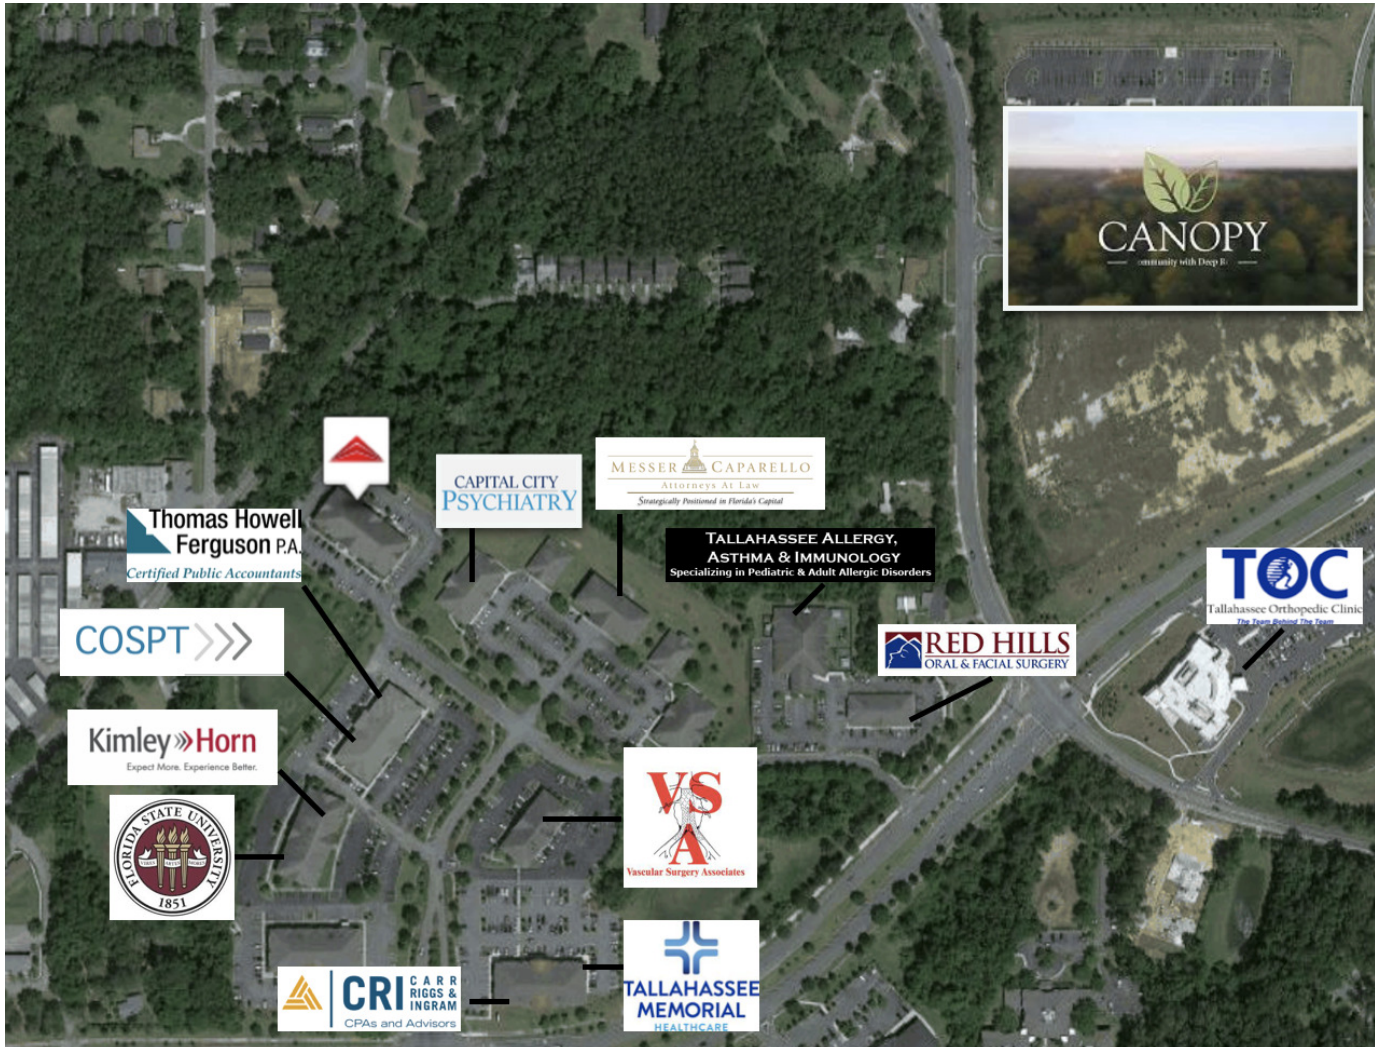 CANOPY
ommunity with Deep R
MESSER CAPARELLO
Attorneys At Law
Strategically Positioned in Florida's Capital
CAPITAL CITY
PSYCHIATRY
Thomas Howell
Ferguson P.A.
Certified Public Accountants
TALLAHASSEE ALLERGY,
ASTHMA & IMMUNOLOGY
Specializing in Pediatric & Adult Allergic Disorders
TOC
Tallahassee Orthopedic Clinic
The Team Behind The Team
COSPT
RED HILLS
ORAL & FACIAL SURGERY
Kimley»Horn
Expect More. Experience Better.
VSA
Vascular Surgery Associates
FLORIDA STATE UNIVERSITY
1851
CRI
CARR
RIGGS &
INGRAM
CPAs and Advisors
TALLAHASSEE
MEMORIAL
HEALTHCARE